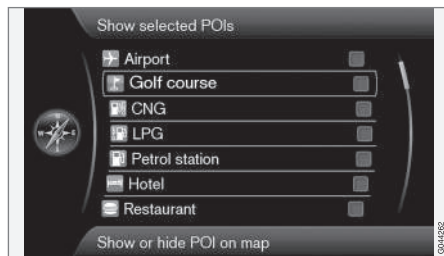 Show selected POIs
Airport
Golf course
CNG
LPG
Petrol station
Hotel
Restaurant
Show or hide POI on map
G044262